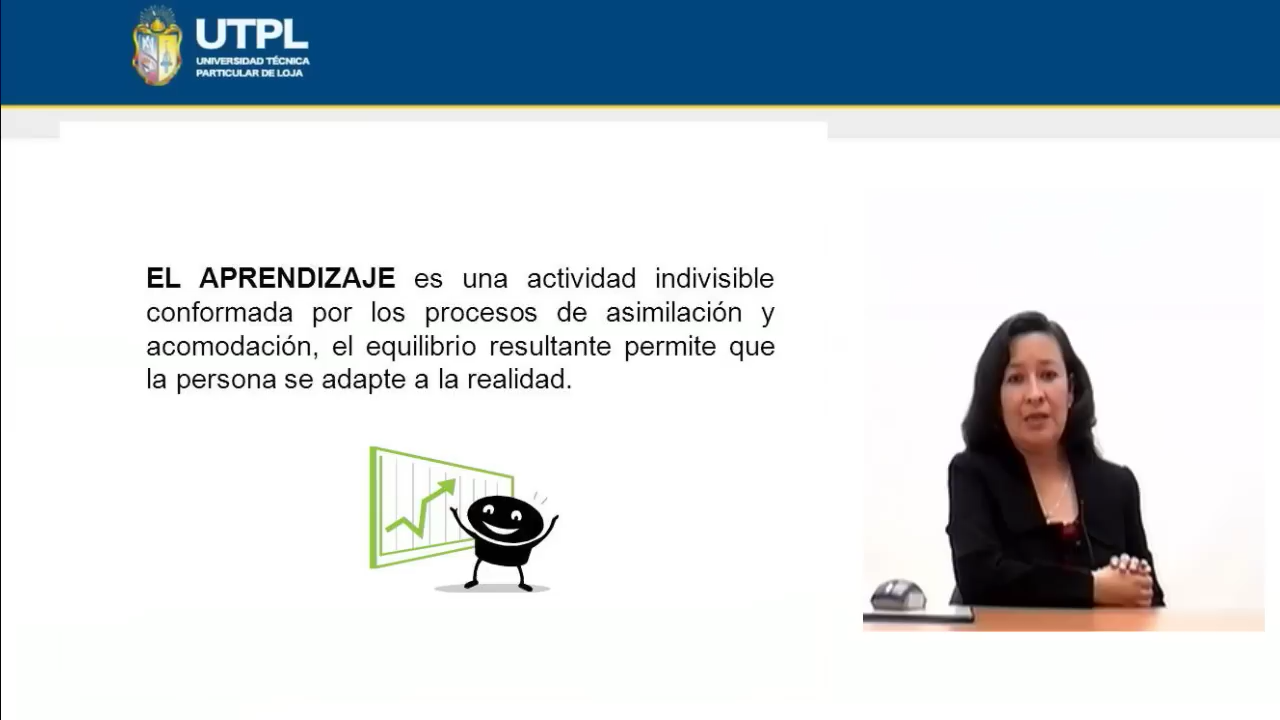 UTPL
UNIVERSIDAD TÉCNICA
PARTICULAR DE LOJA
EL APRENDIZAJE es una actividad indivisible
conformada por los procesos de asimilación y
acomodación, el equilibrio resultante permite que
la persona se adapte a la realidad.